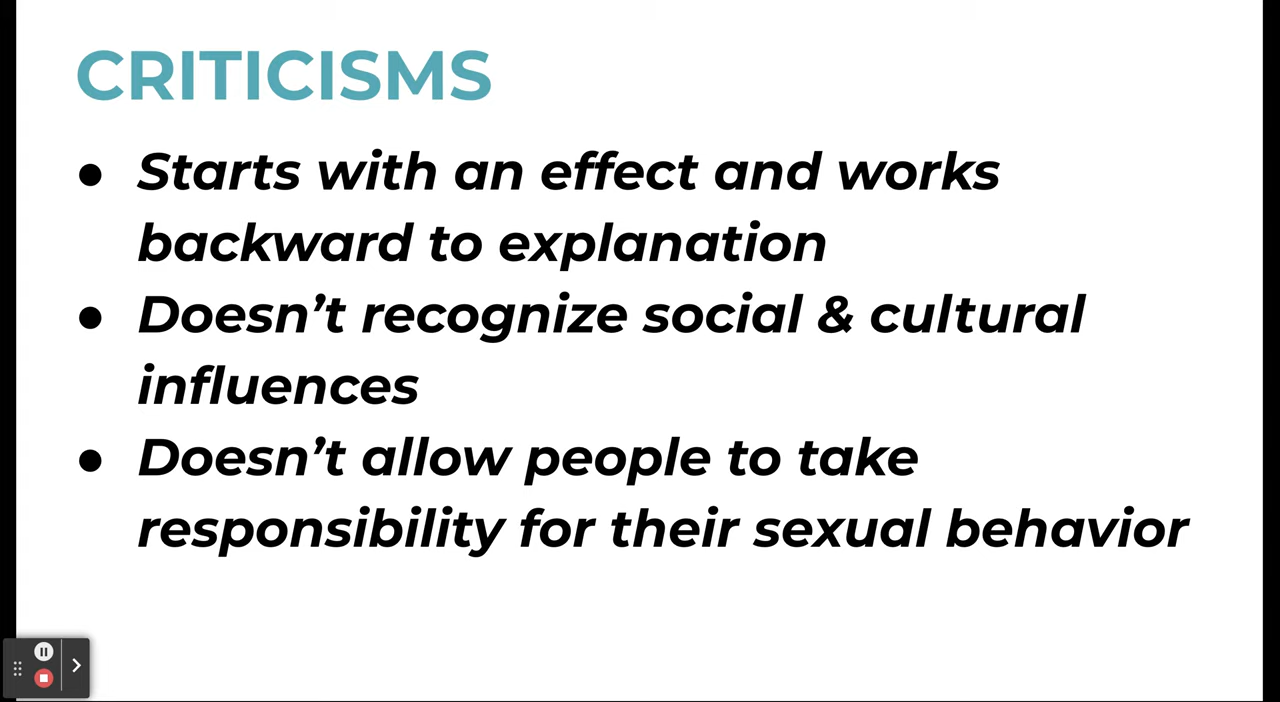 CRITICISMS
● Starts with an effect and works
backward to explanation
● Doesn’t recognize social & cultural
influences
● Doesn’t allow people to take
responsibility for their sexual behavior